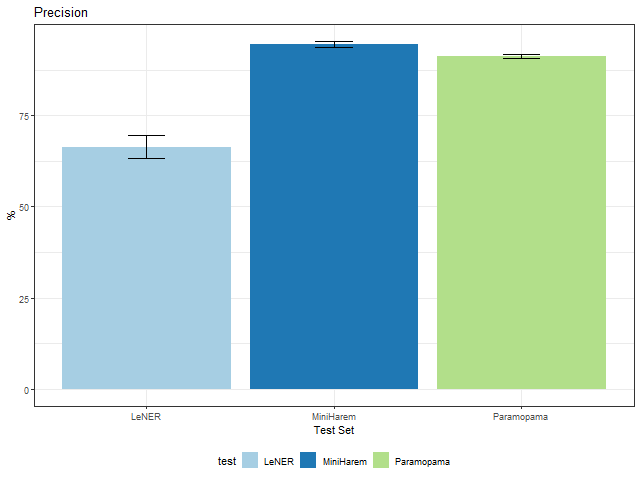 Precision
75
50
25
0
%
LeNER MiniHarem Paramopama
Test Set
test LeNER MiniHarem Paramopama